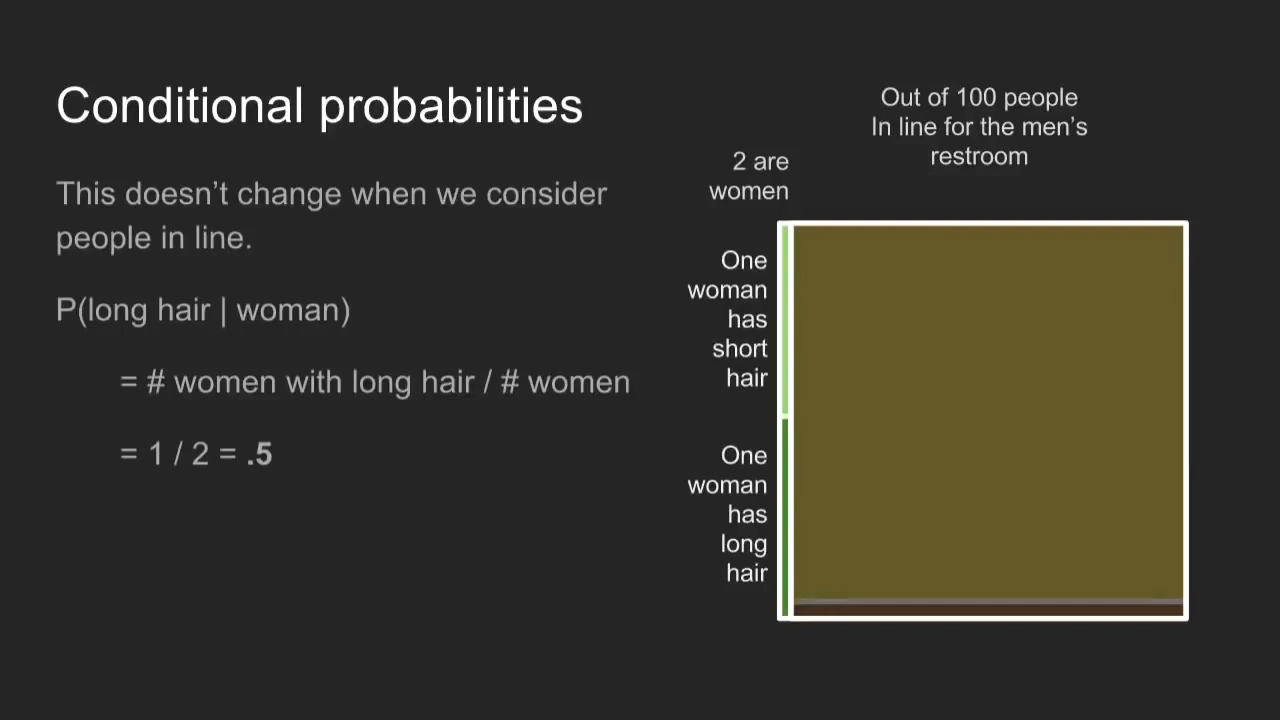 Conditional probabilities
This doesn’t change when we consider
people in line.
P(long hair | woman)
= # women with long hair / # women
= 1 / 2 = .5
Out of 100 people
In line for the men’s
restroom
2 are
women
One
woman
has
short
hair
One
woman
has
long
hair